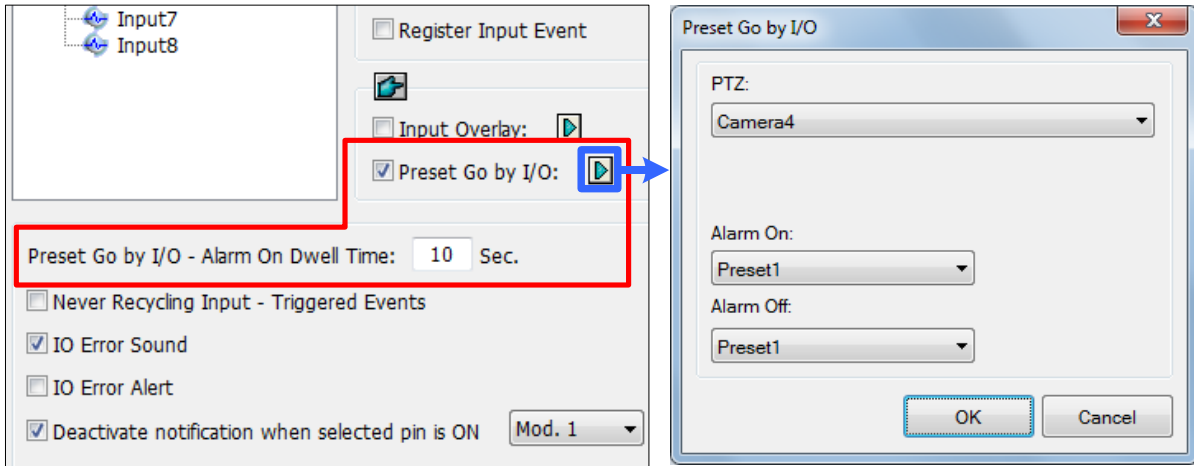 Input7
Input8
Register Input Event
Input Overlay:
Preset Go by I/O:
Preset Go by I/O - Alarm On Dwell Time: 10 Sec.
Never Recycling Input - Triggered Events
IO Error Sound
IO Error Alert
Deactivate notification when selected pin is ON Mod. 1
Preset Go by I/O
PTZ:
Camera4
Alarm On:
Preset1
Alarm Off:
Preset1
OK Cancel